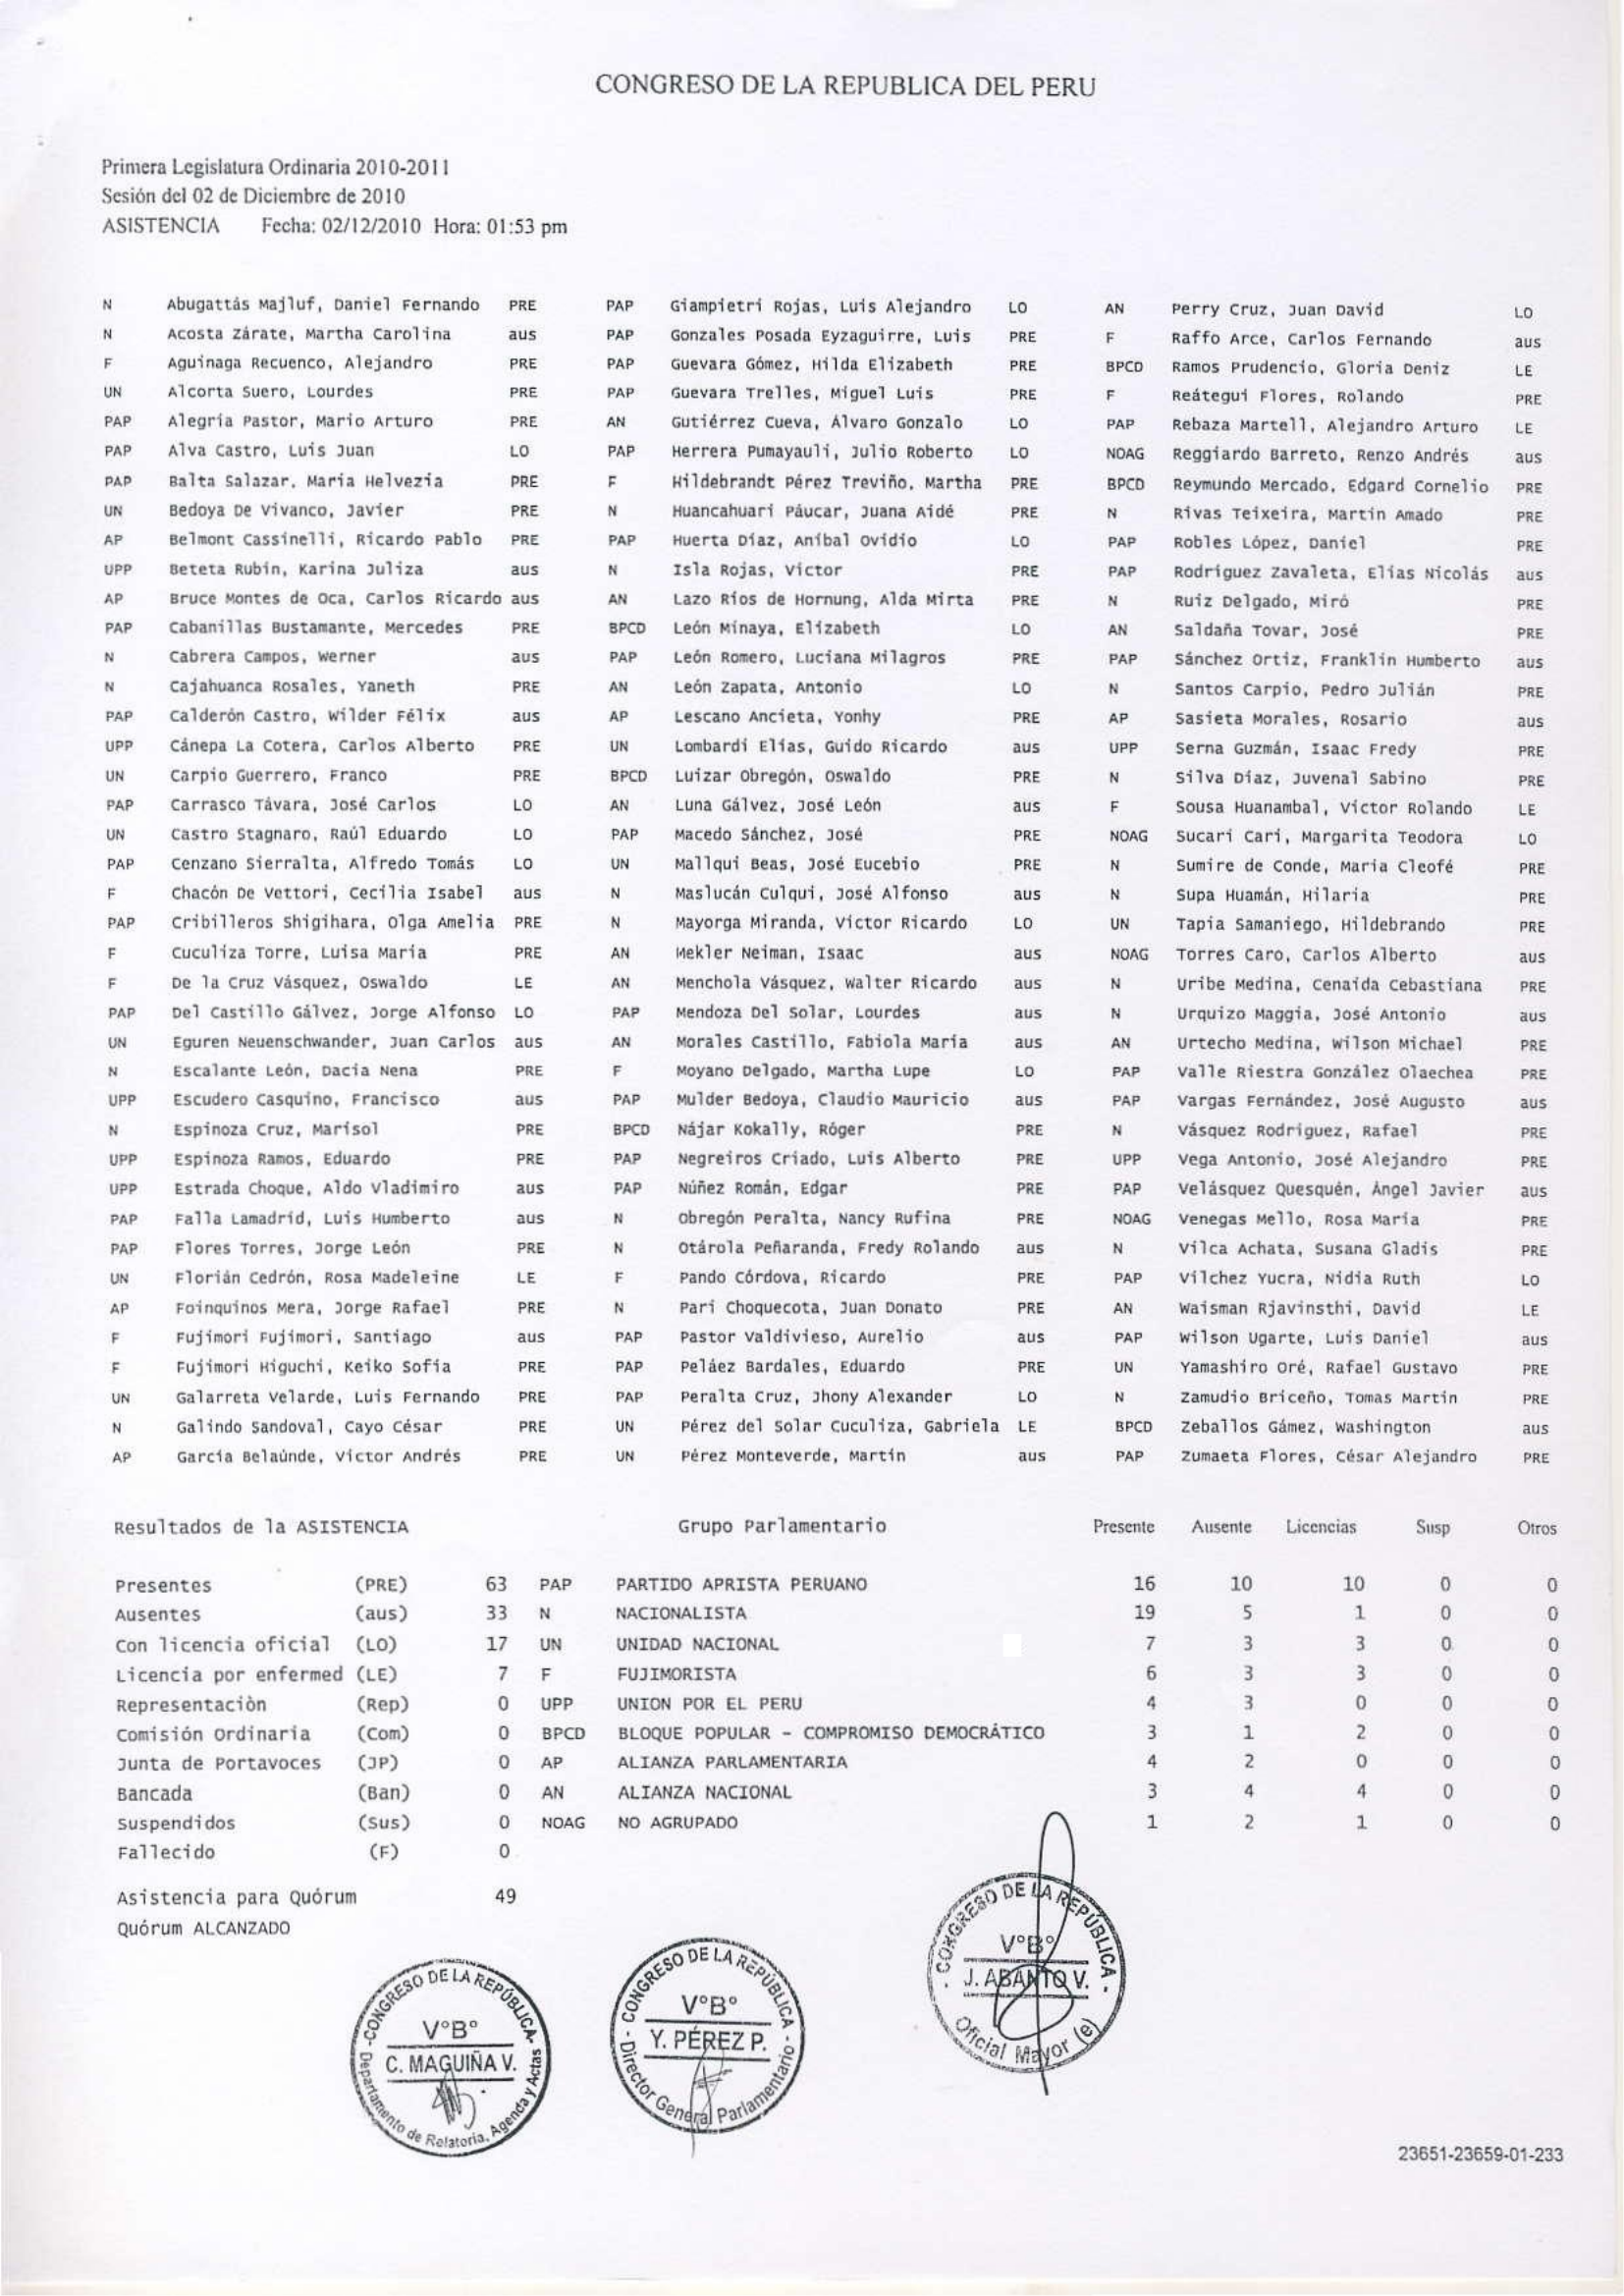 CONGRESO DE LA REPUBLICA DEL PERU
Primera Legislatura Ordinaria 2010-2011
Sesión del 02 de Diciembre de 2010
ASISTENCIA Fecha: 02/12/2010 Hora: 01:53 pm
N Abugattás Majluf, Daniel Fernando PRE PAP Giampietri Rojas, Luis Alejandro LO AN Perry Cruz, Juan David LO
N Acosta Zárate, Martha Carolina aus PAP Gonzales Posada Eyzaguirre, Luis PRE F Raffo Arce, Carlos Fernando aus
F Aguinaga Recuenco, Alejandro PRE PAP Guevara Gómez, Hilda Elizabeth PRE BPCD Ramos Prudencio, Gloria Deniz LE
UN Alcorta Suero, Lourdes PRE PAP Guevara Trelles, Miguel Luis PRE F Reátegui Flores, Rolando PRE
PAP Alegría Pastor, Mario Arturo PRE AN Gutiérrez Cueva, Álvaro Gonzalo LO PAP Rebaza Martell, Alejandro Arturo LE
PAP Alva Castro, Luis Juan LO PAP Herrera Pumayauli, Julio Roberto LO NOAG Reggiardo Barreto, Renzo Andrés aus
PAP Balta Salazar, María Helvezia PRE F Hildebrandt Pérez Treviño, Martha PRE BPCD Reymundo Mercado, Edgard Cornelio PRE
UN Bedoya De Vivanco, Javier PRE N Huancahuari Páucar, Juana Aidé PRE N Rivas Teixeira, Martín Amado PRE
AP Belmont Cassinelli, Ricardo Pablo PRE PAP Huerta Díaz, Aníbal Ovidio LO PAP Robles López, Daniel PRE
UPP Beteta Rubín, Karina Juliza aus N Isla Rojas, Víctor PRE PAP Rodríguez Zavaleta, Elías Nicolás aus
AP Bruce Montes de Oca, Carlos Ricardo aus AN Lazo Ríos de Hornung, Alda Mirta PRE N Ruiz Delgado, Miró PRE
PAP Cabanillas Bustamante, Mercedes PRE BPCD León Minaya, Elizabeth LO AN Saldaña Tovar, José PRE
N Cabrera Campos, Werner aus PAP León Romero, Luciana Milagros PRE PAP Sánchez Ortiz, Franklin Humberto aus
N Cajahuanca Rosales, Yaneth PRE AN León Zapata, Antonio LO N Santos Carpio, Pedro Julián PRE
PAP Calderón Castro, Wilder Félix aus AP Lescano Ancieta, Yonhy PRE AP Sasieta Morales, Rosario aus
UPP Cánepa La Cotera, Carlos Alberto PRE UN Lombardi Elías, Guido Ricardo aus UPP Serna Guzmán, Isaac Fredy PRE
UN Carpio Guerrero, Franco PRE BPCD Luizar Obregón, Oswaldo PRE N Silva Díaz, Juvenal Sabino PRE
PAP Carrasco Távara, José Carlos LO AN Luna Gálvez, José León aus F Sousa Huanambal, Víctor Rolando LE
UN Castro Stagnaro, Raúl Eduardo LO PAP Macedo Sánchez, José PRE NOAG Sucari Cari, Margarita Teodora LO
PAP Cenzano Sierralta, Alfredo Tomás LO UN Mallqui Beas, José Eucebio PRE N Sumire de Conde, María Cleofé PRE
F Chacón De Vettori, Cecilia Isabel aus N Maslucán Culqui, José Alfonso aus N Supa Huamán, Hilaria PRE
PAP Cribilleros Shigihara, Olga Amelia PRE N Mayorga Miranda, Víctor Ricardo LO UN Tapia Samaniego, Hildebrando PRE
F Cuculiza Torre, Luisa María PRE AN Mekler Neiman, Isaac aus NOAG Torres Caro, Carlos Alberto aus
F De la Cruz Vásquez, Oswaldo LE AN Menchola Vásquez, Walter Ricardo aus N Uribe Medina, Cenaida Cebastiana PRE
PAP Del Castillo Gálvez, Jorge Alfonso LO PAP Mendoza Del Solar, Lourdes aus N Urquizo Maggia, José Antonio aus
UN Eguren Neuenschwander, Juan Carlos aus AN Morales Castillo, Fabiola María aus AN Urtecho Medina, Wilson Michael PRE
N Escalante León, Dacia Nena PRE F Moyano Delgado, Martha Lupe LO PAP Valle Riestra González Olaechea PRE
UPP Escudero Casquino, Francisco aus PAP Mulder Bedoya, Claudio Mauricio aus PAP Vargas Fernández, José Augusto aus
N Espinoza Cruz, Marisol PRE BPCD Nájar Kokally, Róger PRE N Vásquez Rodríguez, Rafael PRE
UPP Espinoza Ramos, Eduardo PRE PAP Negreiros Criado, Luis Alberto PRE UPP Vega Antonio, José Alejandro PRE
UPP Estrada Choque, Aldo Vladimiro aus PAP Núñez Román, Edgar PRE PAP Velásquez Quesquén, Ángel Javier aus
PAP Falla Lamadrid, Luis Humberto aus N Obregón Peralta, Nancy Rufina PRE NOAG Venegas Mello, Rosa María PRE
PAP Flores Torres, Jorge León PRE N Otárola Peñaranda, Fredy Rolando aus N Vilca Achata, Susana Gladis PRE
UN Florián Cedrón, Rosa Madeleine LE F Pando Córdova, Ricardo PRE PAP Vilchez Yucra, Nidia Ruth LO
AP Foinquinos Mera, Jorge Rafael PRE N Pari Choquecota, Juan Donato PRE AN Waisman Rjavinsthi, David LE
F Fujimori Fujimori, Santiago aus PAP Pastor Valdivieso, Aurelio aus PAP Wilson Ugarte, Luis Daniel aus
F Fujimori Higuchi, Keiko Sofía PRE PAP Peláez Bardales, Eduardo PRE UN Yamashiro Oré, Rafael Gustavo PRE
UN Galarreta Velarde, Luis Fernando PRE PAP Peralta Cruz, Jhony Alexander LO N Zamudio Briceño, Tomas Martín PRE
N Galindo Sandoval, Cayo César PRE UN Pérez del Solar Cuculiza, Gabriela LE BPCD Zeballos Gámez, Washington aus
AP García Belaúnde, Víctor Andrés PRE UN Pérez Monteverde, Martín aus PAP Zumaeta Flores, César Alejandro PRE
Resultados de la ASISTENCIA Grupo Parlamentario Presente Ausente Licencias Susp Otros
Presentes (PRE) 63 PAP PARTIDO APRISTA PERUANO 16 10 10 0 0
Ausentes (aus) 33 N NACIONALISTA 19 5 1 0 0
Con licencia oficial (LO) 17 UN UNIDAD NACIONAL 7 3 3 0 0
Licencia por enfermed (LE) 7 F FUJIMORISTA 6 3 3 0 0
Representaciòn (Rep) 0 UPP UNION POR EL PERU 4 3 0 0 0
Comisión Ordinaria (Com) 0 BPCD BLOQUE POPULAR - COMPROMISO DEMOCRÁTICO 3 1 2 0 0
Junta de Portavoces (JP) 0 AP ALIANZA PARLAMENTARIA 4 2 0 0 0
Bancada (Ban) 0 AN ALIANZA NACIONAL 3 4 4 0 0
Suspendidos (Sus) 0 NOAG NO AGRUPADO 1 2 1 0 0
Fallecido (F) 0
Asistencia para Quórum 49
Quórum ALCANZADO
- CONGRESO DE LA REPÚBLICA -
V°B°
C. MAGUIÑA V.
Departamento de Relatoría, Agenda y Actas
- CONGRESO DE LA REPÚBLICA -
V°B°
Y. PÉREZ P.
Director General Parlamentario
- CONGRESO DE LA REPÚBLICA -
V°B°
J. ABANTO V.
Oficial Mayor (e)
23651-23659-01-233